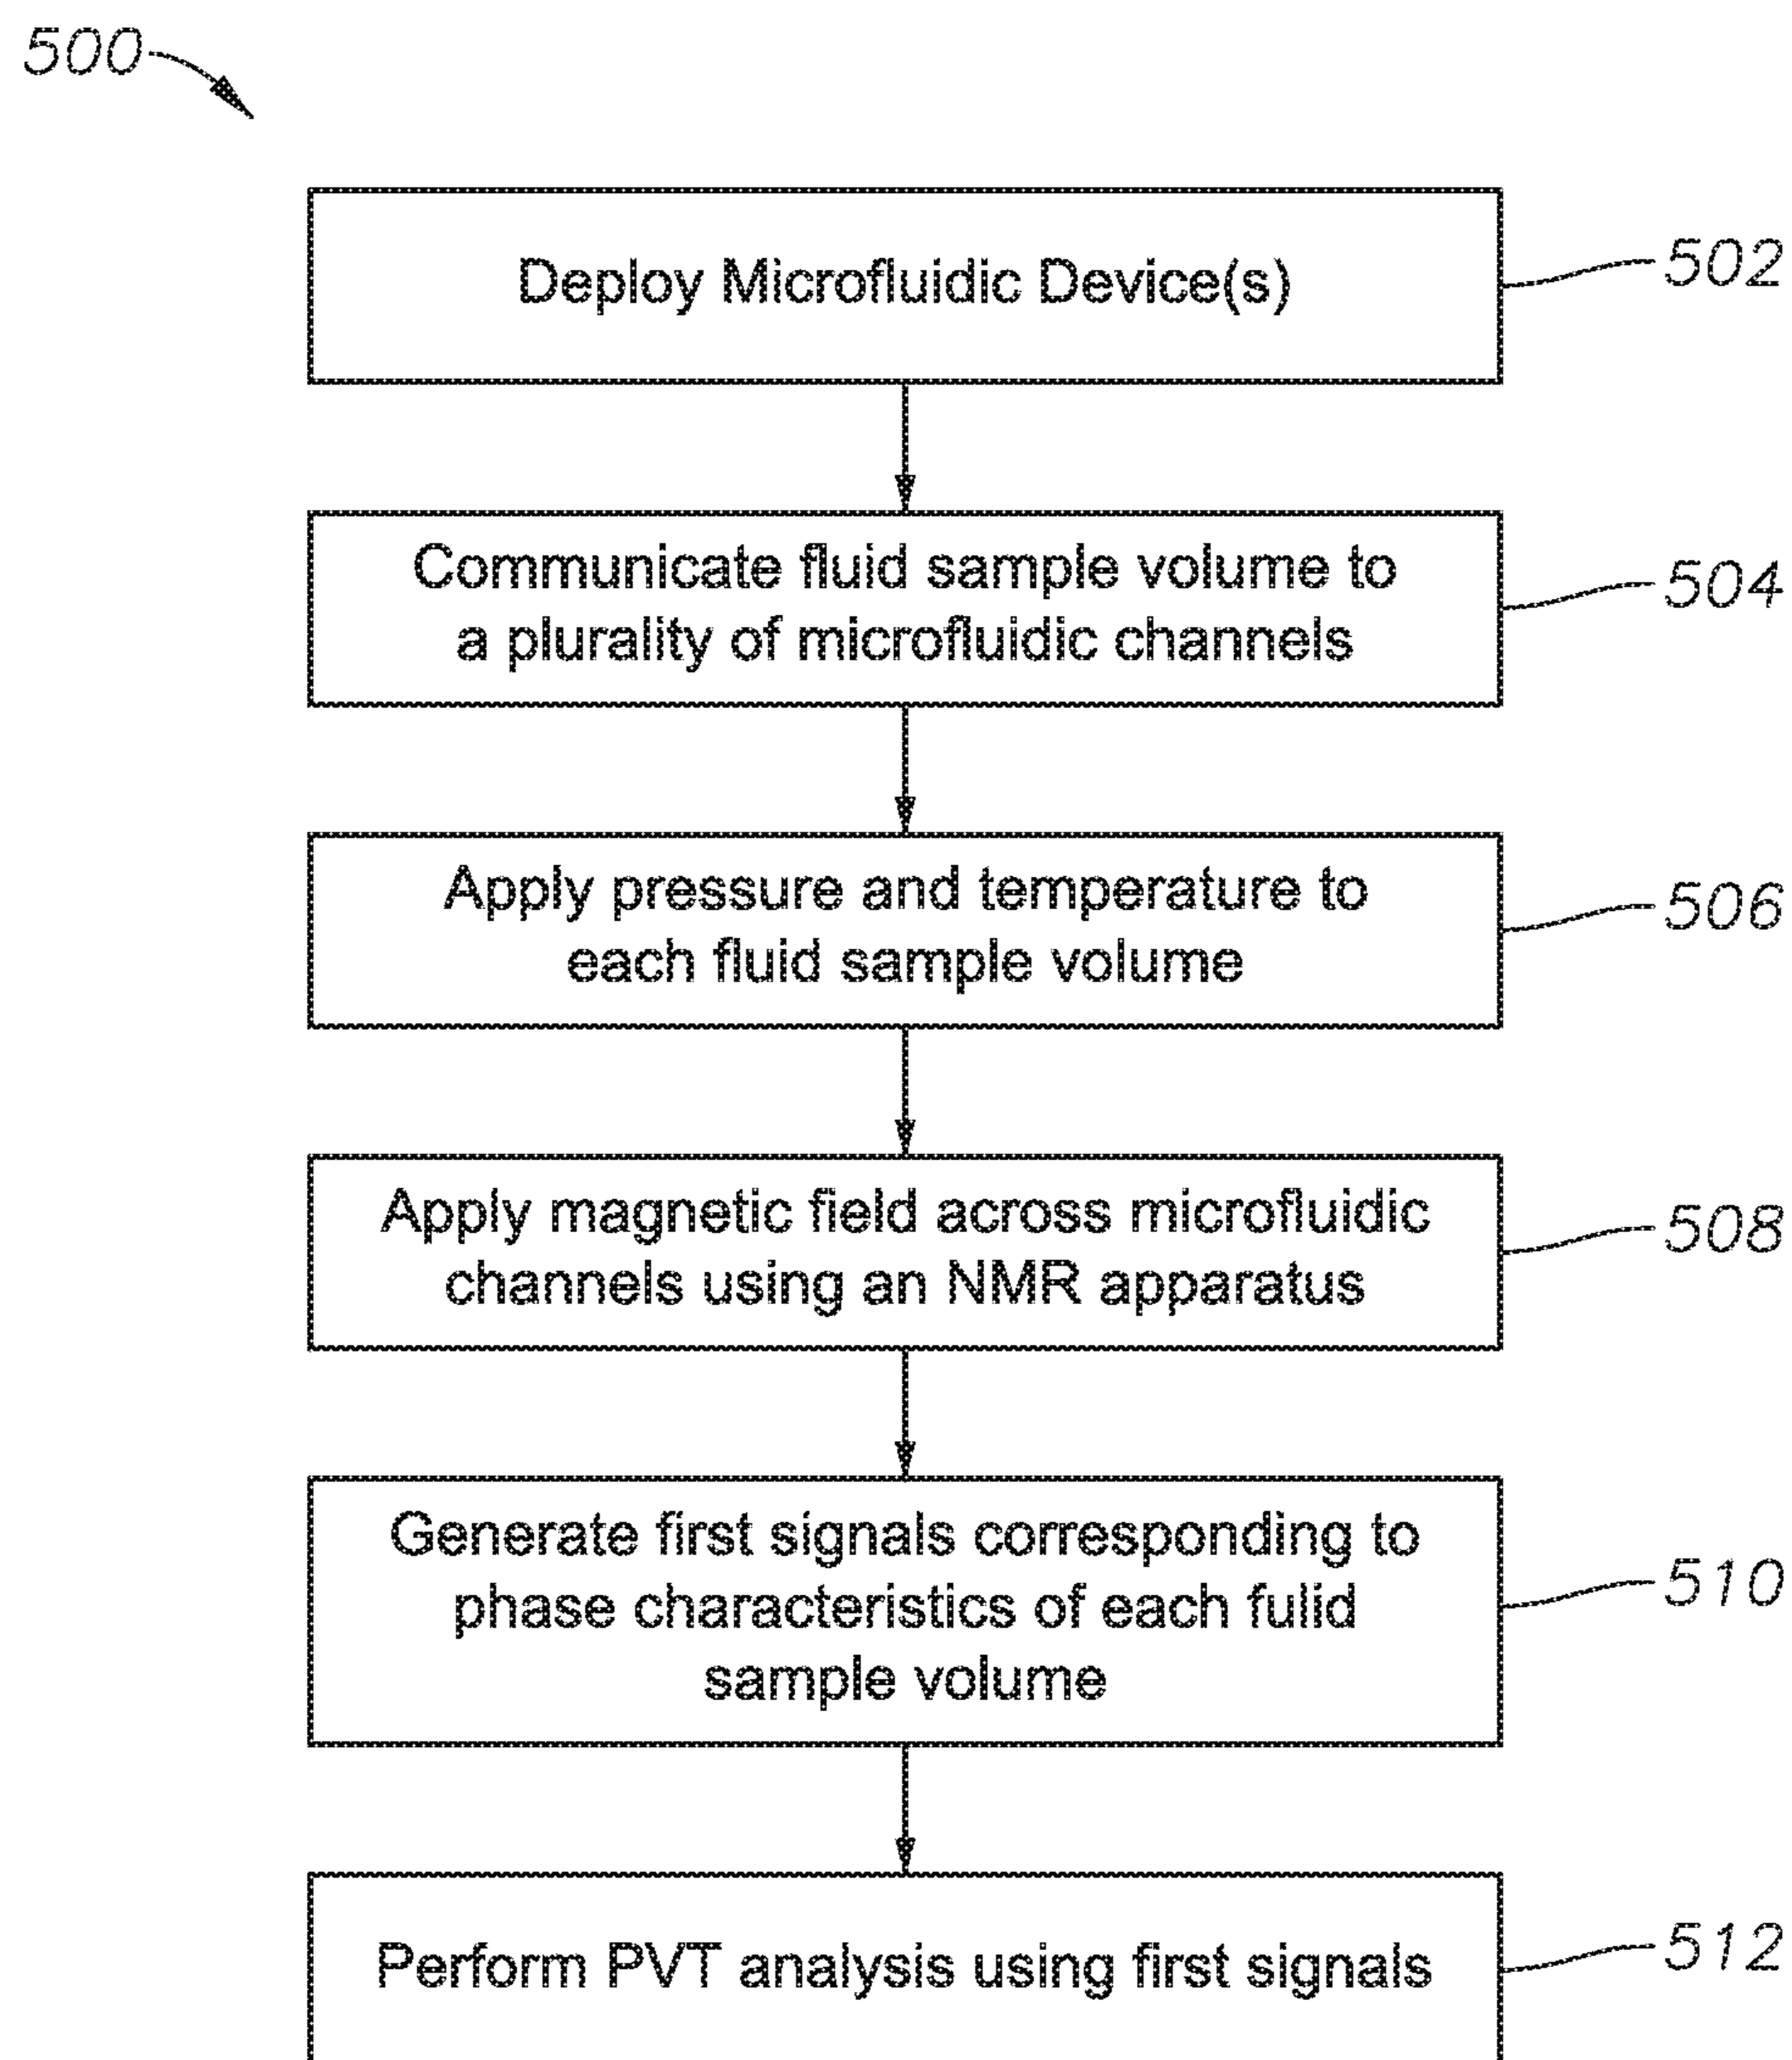 500
Deploy Microfluidic Device(s)
502
Communicate fluid sample volume to
a plurality of microfluidic channels
504
Apply pressure and temperature to
each fluid sample volume
506
Apply magnetic field across microfluidic
channels using an NMR apparatus
508
Generate first signals corresponding to
phase characteristics of each fulid
sample volume
510
Perform PVT analysis using first signals
512